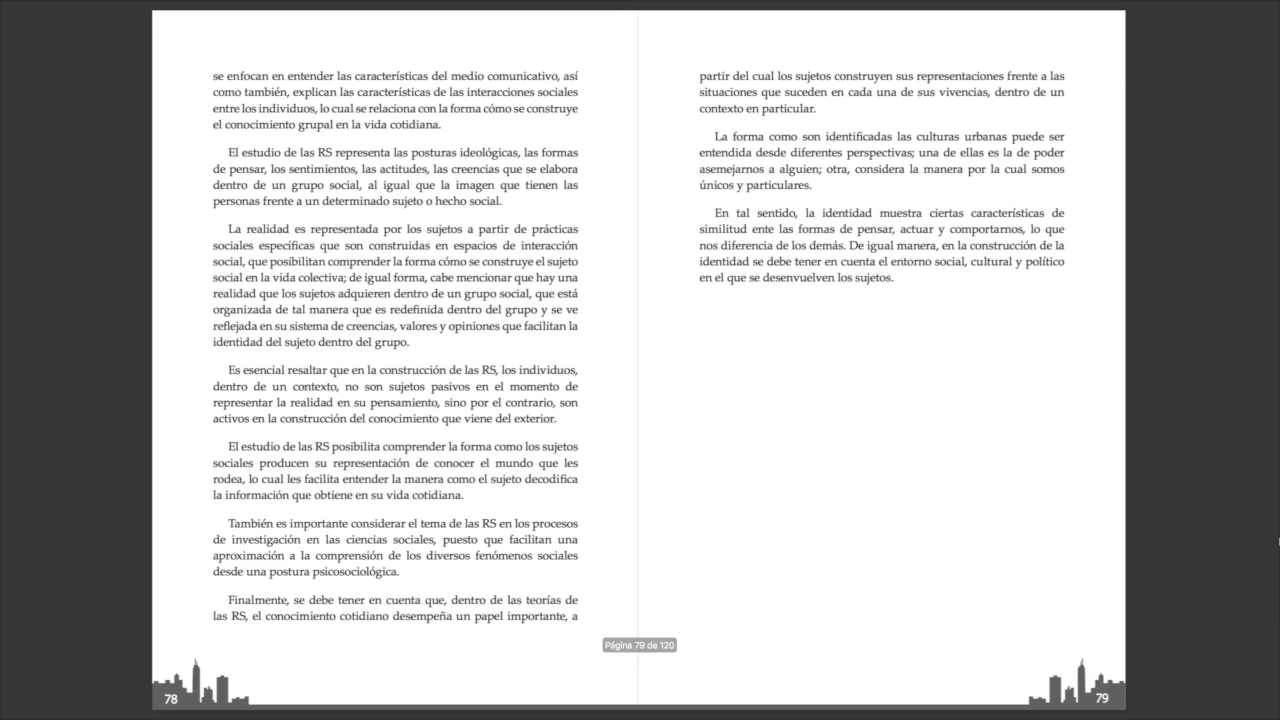 se enfocan en entender las características del medio comunicativo, así
como también, explican las características de las interacciones sociales
entre los individuos, lo cual se relaciona con la forma cómo se construye
el conocimiento grupal en la vida cotidiana.
El estudio de las RS representa las posturas ideológicas, las formas
de pensar, los sentimientos, las actitudes, las creencias que se elabora
dentro de un grupo social, al igual que la imagen que tienen las
personas frente a un determinado sujeto o hecho social.
La realidad es representada por los sujetos a partir de prácticas
sociales específicas que son construidas en espacios de interacción
social, que posibilitan comprender la forma cómo se construye el sujeto
social en la vida colectiva; de igual forma, cabe mencionar que hay una
realidad que los sujetos adquieren dentro de un grupo social, que está
organizada de tal manera que es redefinida dentro del grupo y se ve
reflejada en su sistema de creencias, valores y opiniones que facilitan la
identidad del sujeto dentro del grupo.
Es esencial resaltar que en la construcción de las RS, los individuos,
dentro de un contexto, no son sujetos pasivos en el momento de
representar la realidad en su pensamiento, sino por el contrario, son
activos en la construcción del conocimiento que viene del exterior.
El estudio de las RS posibilita comprender la forma como los sujetos
sociales producen su representación de conocer el mundo que les
rodea, lo cual les facilita entender la manera como el sujeto decodifica
la información que obtiene en su vida cotidiana.
También es importante considerar el tema de las RS en los procesos
de investigación en las ciencias sociales, puesto que facilitan una
aproximación a la comprensión de los diversos fenómenos sociales
desde una postura psicosociológica.
Finalmente, se debe tener en cuenta que, dentro de las teorías de
las RS, el conocimiento cotidiano desempeña un papel importante, a
78
partir del cual los sujetos construyen sus representaciones frente a las
situaciones que suceden en cada una de sus vivencias, dentro de un
contexto en particular.
La forma como son identificadas las culturas urbanas puede ser
entendida desde diferentes perspectivas; una de ellas es la de poder
asemejarnos a alguien; otra, considera la manera por la cual somos
únicos y particulares.
En tal sentido, la identidad muestra ciertas características de
similitud ente las formas de pensar, actuar y comportarnos, lo que
nos diferencia de los demás. De igual manera, en la construcción de la
identidad se debe tener en cuenta el entorno social, cultural y político
en el que se desenvuelven los sujetos.
Página 79 de 120
79